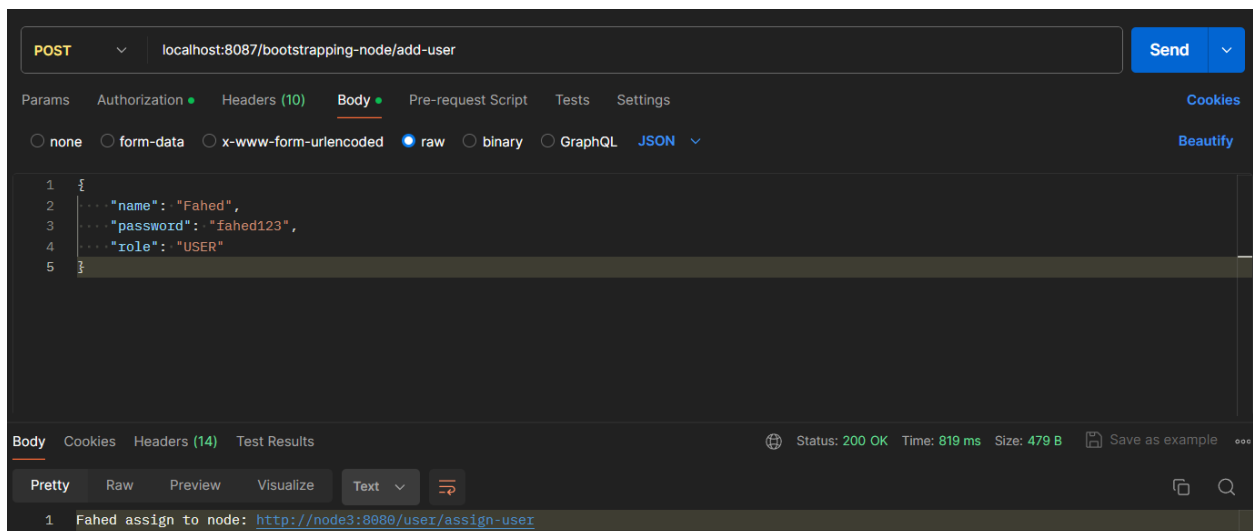 POST localhost:8087/bootstrapping-node/add-user Send
Params Authorization Headers (10) Body Pre-request Script Tests Settings Cookies
none form-data x-www-form-urlencoded raw binary GraphQL JSON Beautify
1 {
2 "name": "Fahed",
3 "password": "fahed123",
4 "role": "USER"
5 }
Body Cookies Headers (14) Test Results Status: 200 OK Time: 819 ms Size: 479 B Save as example
Pretty Raw Preview Visualize Text
1 Fahed assign to node: http://node3:8080/user/assign-user